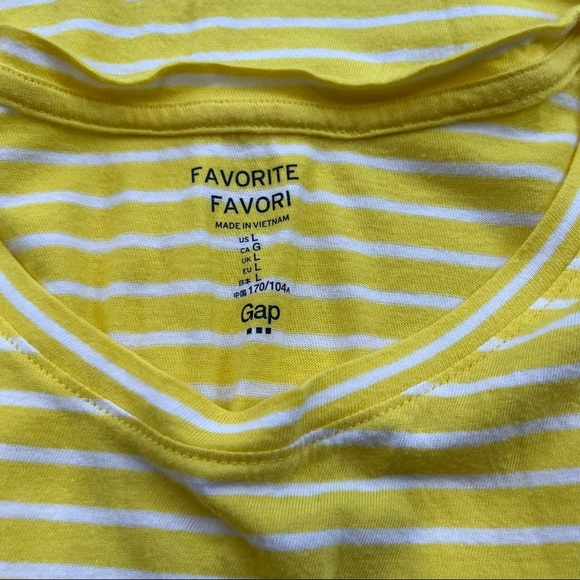 FAVORITE
FAVORI
MADE IN VIETNAM
US L
CA G
UK L
EU L
日本 L
中国 170/104A
Gap